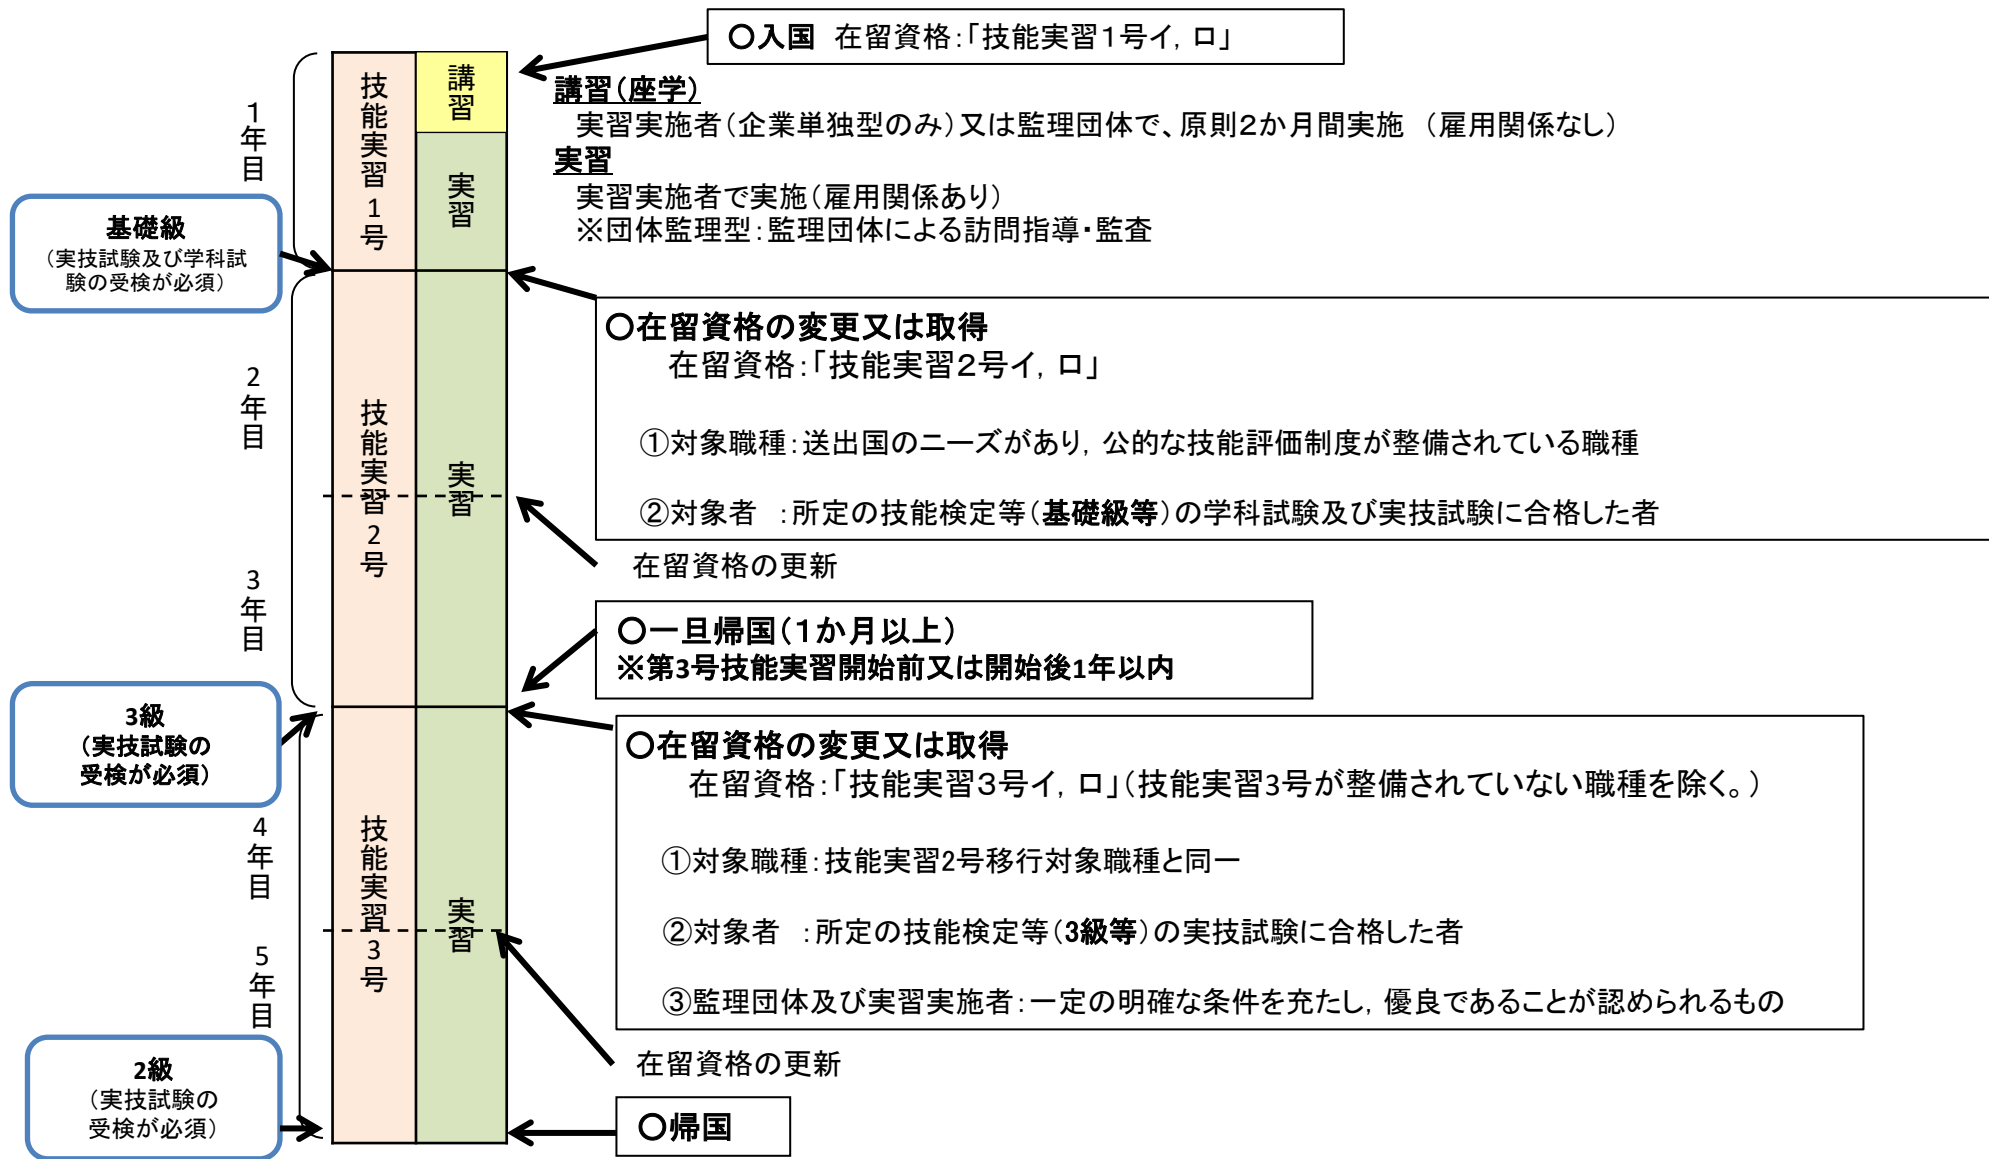 〇入国 在留資格：「技能実習１号イ，ロ」
講習（座学）
実習実施者（企業単独型のみ）又は監理団体で、原則２か月間実施 （雇用関係なし）
実習
実習実施者で実施（雇用関係あり）
※団体監理型：監理団体による訪問指導・監査
１年目
技能実習1号
講習
実習
基礎級
（実技試験及び学科試
験の受検が必須）
〇在留資格の変更又は取得
在留資格：「技能実習２号イ，ロ」
①対象職種：送出国のニーズがあり，公的な技能評価制度が整備されている職種
②対象者 ：所定の技能検定等（基礎級等）の学科試験及び実技試験に合格した者
2年目
技能実習2号
実習
在留資格の更新
3年目
〇一旦帰国（１か月以上）
※第3号技能実習開始前又は開始後1年以内
3級
（実技試験の
受検が必須）
〇在留資格の変更又は取得
在留資格：「技能実習３号イ，ロ」（技能実習3号が整備されていない職種を除く。）
①対象職種：技能実習2号移行対象職種と同一
②対象者 ：所定の技能検定等（3級等）の実技試験に合格した者
③監理団体及び実習実施者：一定の明確な条件を充たし，優良であることが認められるもの
4年目
技能実習3号
実習
5年目
在留資格の更新
2級
（実技試験の
受検が必須）
〇帰国